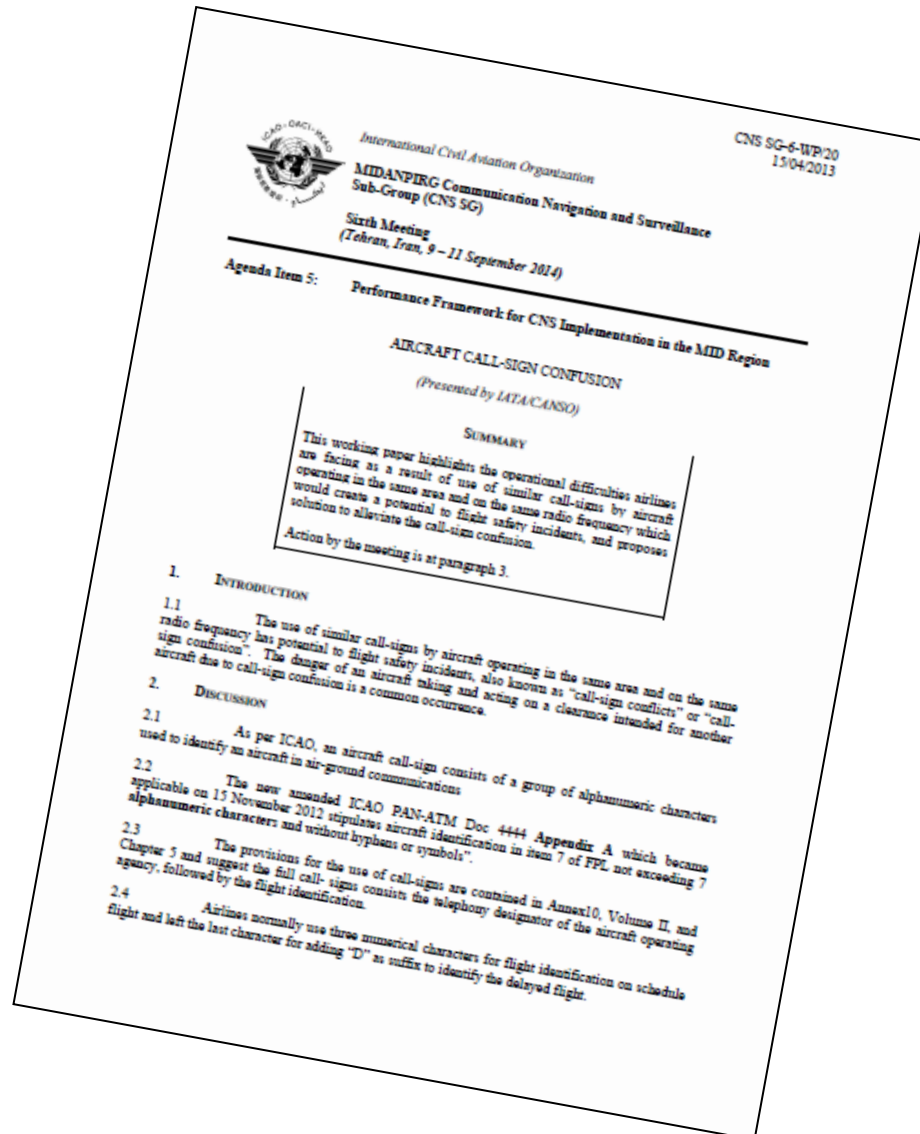 CNS SG-6-WP/20
15/04/2013
ICAO · OACI · ИКАО
International Civil Aviation Organization
MIDANPIRG Communication Navigation and Surveillance
Sub-Group (CNS SG)
Sixth Meeting
(Tehran, Iran, 9 – 11 September 2014)
Agenda Item 5: Performance Framework for CNS Implementation in the MID Region
AIRCRAFT CALL-SIGN CONFUSION
(Presented by IATA/CANSO)
SUMMARY
This working paper highlights the operational difficulties airlines
are facing as a result of use of similar call-signs by aircraft
operating in the same area and on the same radio frequency which
would create a potential to flight safety incidents, and proposes
solution to alleviate the call-sign confusion.
Action by the meeting is at paragraph 3.
1. INTRODUCTION
1.1 The use of similar call-signs by aircraft operating in the same area and on the same
radio frequency has potential to flight safety incidents, also known as “call-sign conflicts” or “call-
sign confusion”. The danger of an aircraft taking and acting on a clearance intended for another
aircraft due to call-sign confusion is a common occurrence.
2. DISCUSSION
2.1 As per ICAO, an aircraft call-sign consists of a group of alphanumeric characters
used to identify an aircraft in air-ground communications
2.2 The new amended ICAO PAN-ATM Doc 4444 Appendix A which became
applicable on 15 November 2012 stipulates aircraft identification in item 7 of FPL not exceeding 7
alphanumeric characters and without hyphens or symbols”.
2.3 The provisions for the use of call-signs are contained in Annex10, Volume II, and
Chapter 5 and suggest the full call- signs consists the telephony designator of the aircraft operating
agency, followed by the flight identification.
2.4 Airlines normally use three numerical characters for flight identification on schedule
flight and left the last character for adding “D” as suffix to identify the delayed flight.